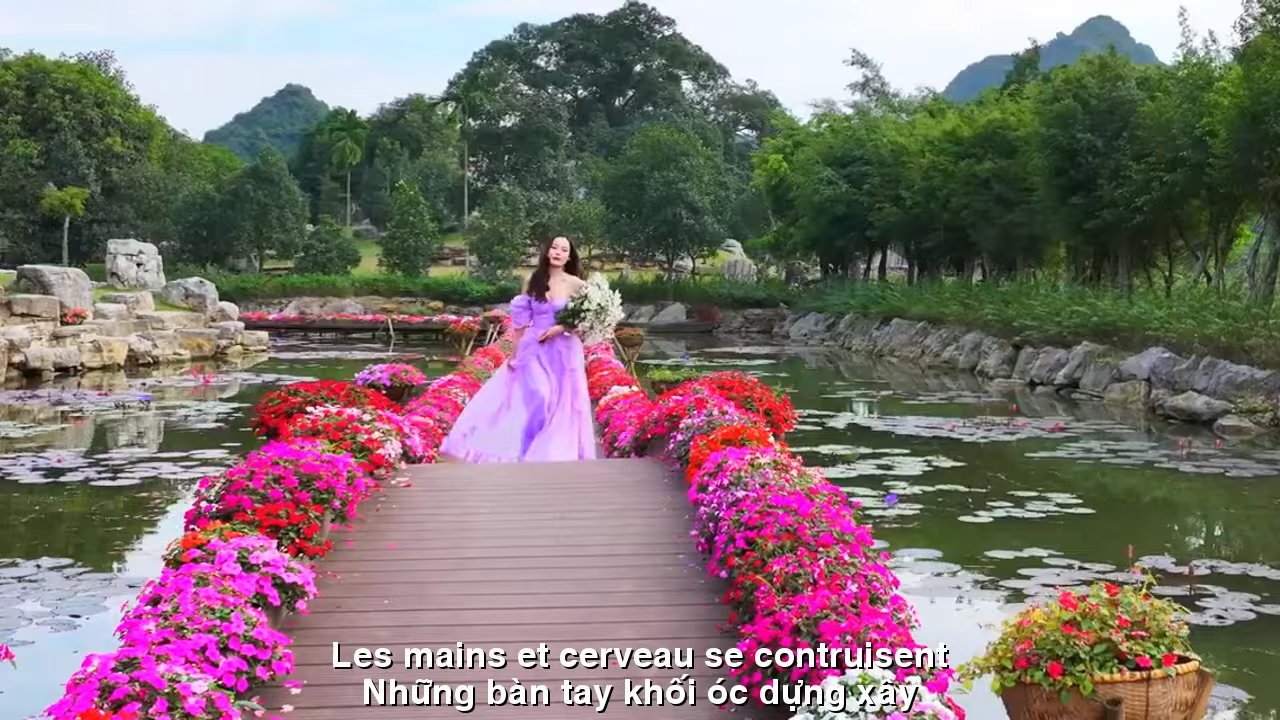 Les mains et cerveau se contruisent
Những bàn tay khối óc dựng xây